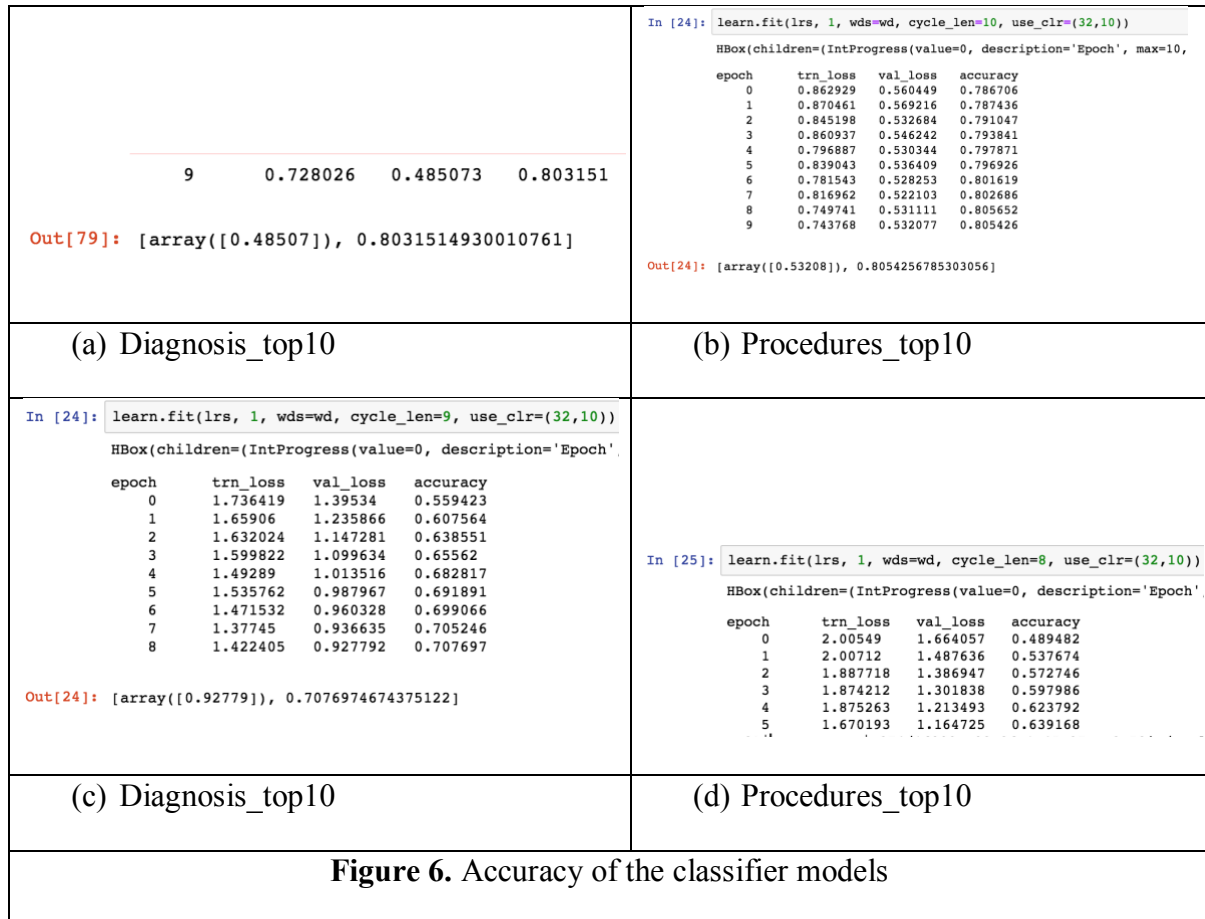 9 0.728026 0.485073 0.803151
Out[79]: [array([0.48507]), 0.8031514930010761]
In [24]: learn.fit(lrs, 1, wds=wd, cycle_len=10, use_clr=(32,10))
HBox(children=(IntProgress(value=0, description='Epoch', max=10,
epoch trn_loss val_loss accuracy
0 0.862929 0.560449 0.786706
1 0.870461 0.569216 0.787436
2 0.845198 0.532684 0.791047
3 0.860937 0.546242 0.793841
4 0.796887 0.530344 0.797871
5 0.839043 0.536409 0.796926
6 0.781543 0.528253 0.801619
7 0.816962 0.522103 0.802686
8 0.749741 0.531111 0.805652
9 0.743768 0.532077 0.805426
Out[24]: [array([0.53208]), 0.8054256785303056]
(a) Diagnosis_top10
(b) Procedures_top10
In [24]: learn.fit(lrs, 1, wds=wd, cycle_len=9, use_clr=(32,10))
HBox(children=(IntProgress(value=0, description='Epoch',
epoch trn_loss val_loss accuracy
0 1.736419 1.39534 0.559423
1 1.65906 1.235866 0.607564
2 1.632024 1.147281 0.638551
3 1.599822 1.099634 0.65562
4 1.49289 1.013516 0.682817
5 1.535762 0.987967 0.691891
6 1.471532 0.960328 0.699066
7 1.37745 0.936635 0.705246
8 1.422405 0.927792 0.707697
Out[24]: [array([0.92779]), 0.7076974674375122]
In [25]: learn.fit(lrs, 1, wds=wd, cycle_len=8, use_clr=(32,10))
HBox(children=(IntProgress(value=0, description='Epoch',
epoch trn_loss val_loss accuracy
0 2.00549 1.664057 0.489482
1 2.00712 1.487636 0.537674
2 1.887718 1.386947 0.572746
3 1.874212 1.301838 0.597986
4 1.875263 1.213493 0.623792
5 1.670193 1.164725 0.639168
(c) Diagnosis_top10
(d) Procedures_top10
Figure 6. Accuracy of the classifier models